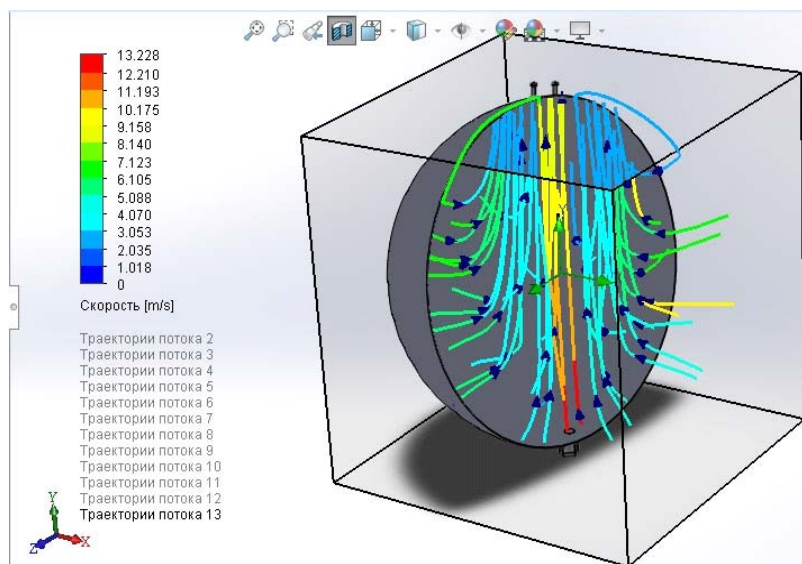 13.228
12.210
11.193
10.175
9.158
8.140
7.123
6.105
5.088
4.070
3.053
2.035
1.018
0
Скорость [m/s]
Траектории потока 2
Траектории потока 3
Траектории потока 4
Траектории потока 5
Траектории потока 6
Траектории потока 7
Траектории потока 8
Траектории потока 9
Траектории потока 10
Траектории потока 11
Траектории потока 12
Траектории потока 13
Y
Y
X
Z